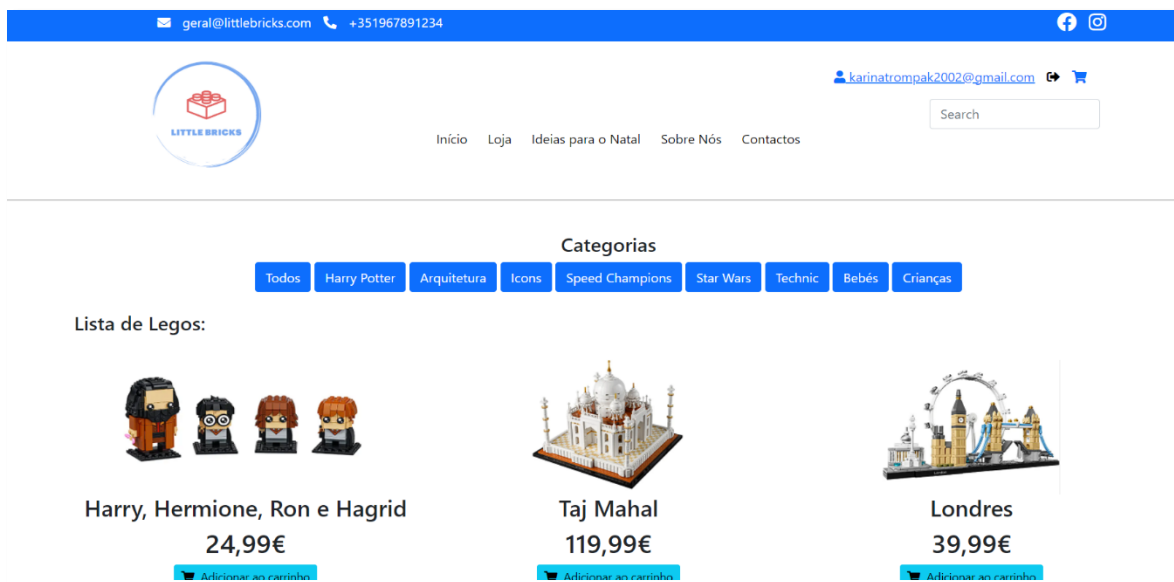 geral@littlebricks.com +351967891234
LITTLE BRICKS
karinatrompak2002@gmail.com
Search
Início Loja Ideias para o Natal Sobre Nós Contactos
Categorias
Todos Harry Potter Arquitetura Icons Speed Champions Star Wars Technic Bebés Crianças
Lista de Legos:
Harry, Hermione, Ron e Hagrid Taj Mahal Londres
24,99€ 119,99€ 39,99€
Adicionar ao carrinho Adicionar ao carrinho Adicionar ao carrinho